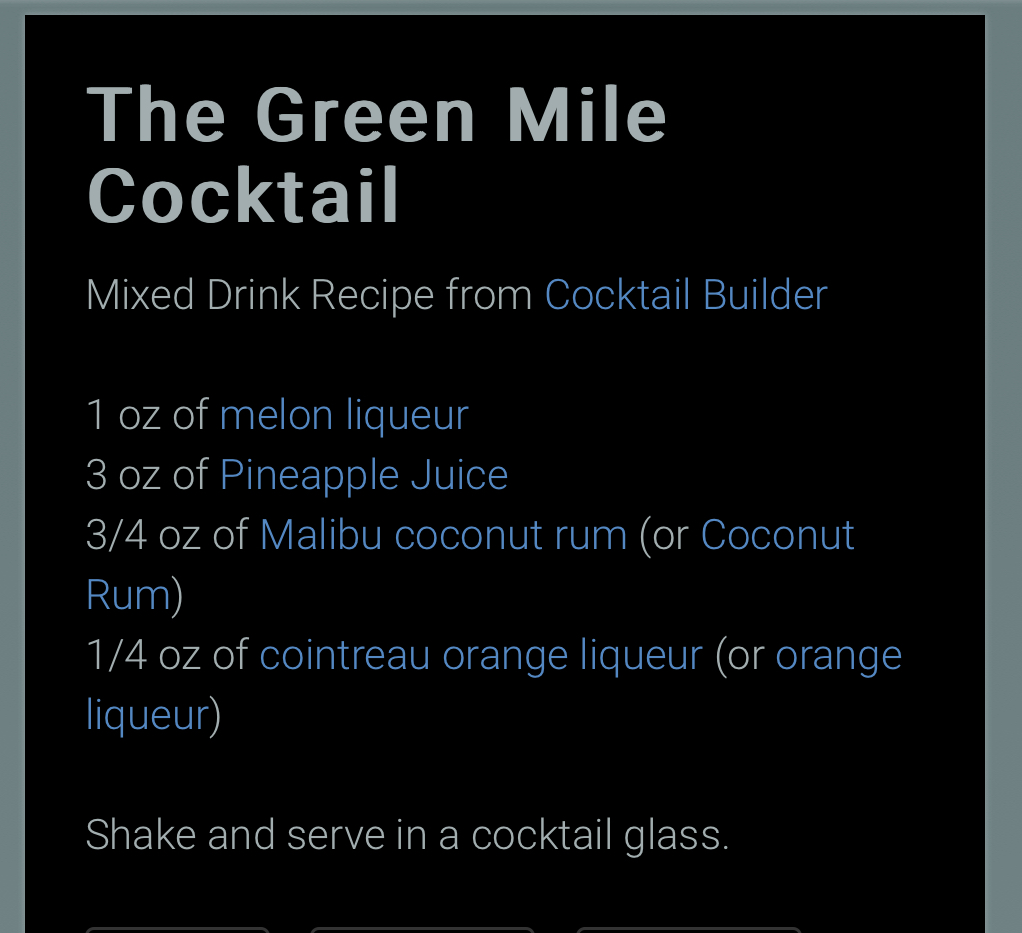 The Green Mile
Cocktail
Mixed Drink Recipe from Cocktail Builder
1 oz of melon liqueur
3 oz of Pineapple Juice
3/4 oz of Malibu coconut rum (or Coconut
Rum)
1/4 oz of cointreau orange liqueur (or orange
liqueur)
Shake and serve in a cocktail glass.